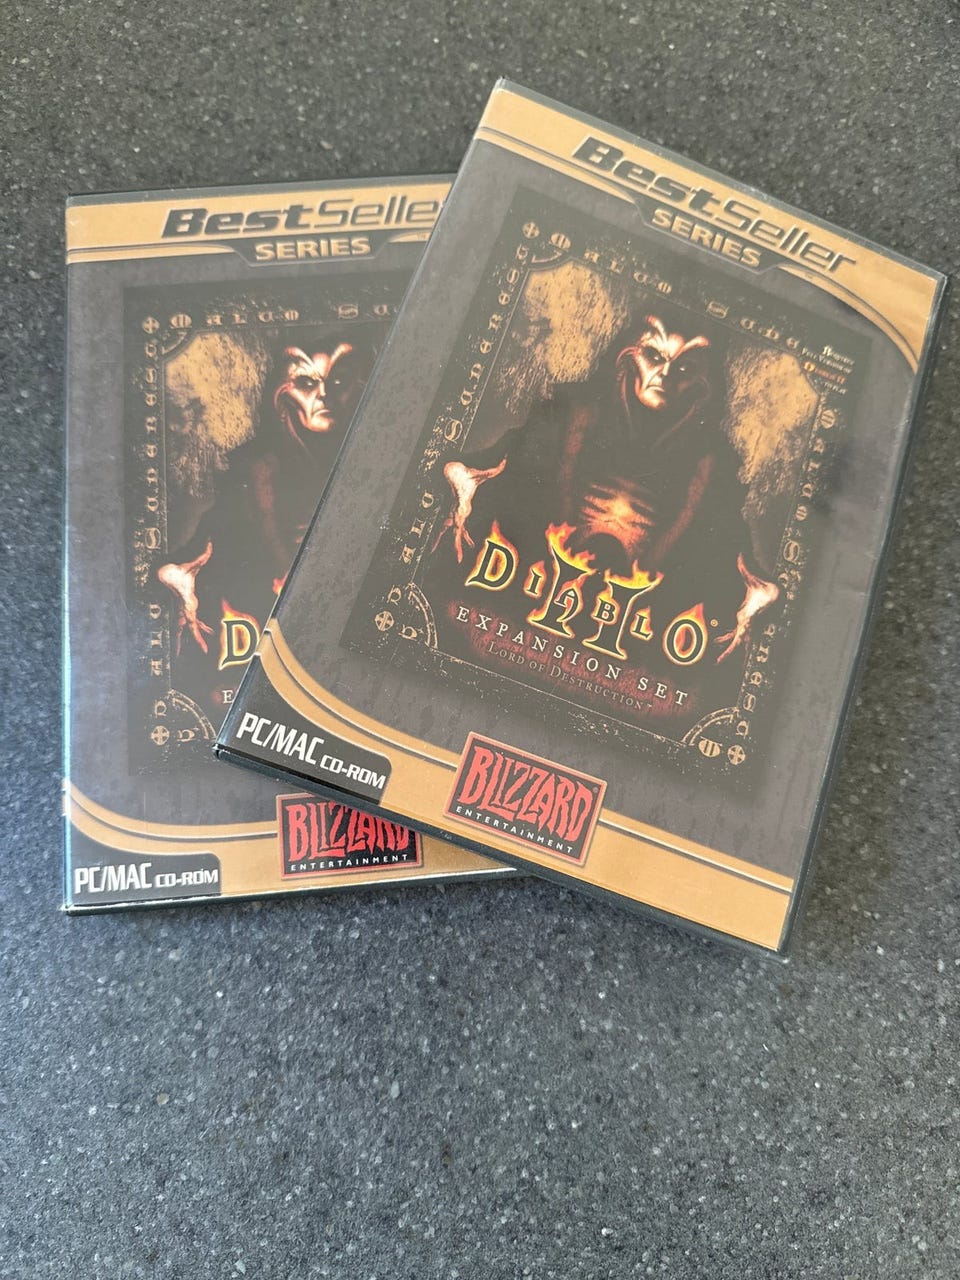 BestSeller
SERIES
DIABLO
II
EXPANSION SET
LORD OF DESTRUCTION
PC/MAC CD-ROM
BLIZZARD
ENTERTAINMENT
BestSelle
SERIES
D
E
PC/MAC CD-ROM
BLIZZARD
ENTERTAINMENT